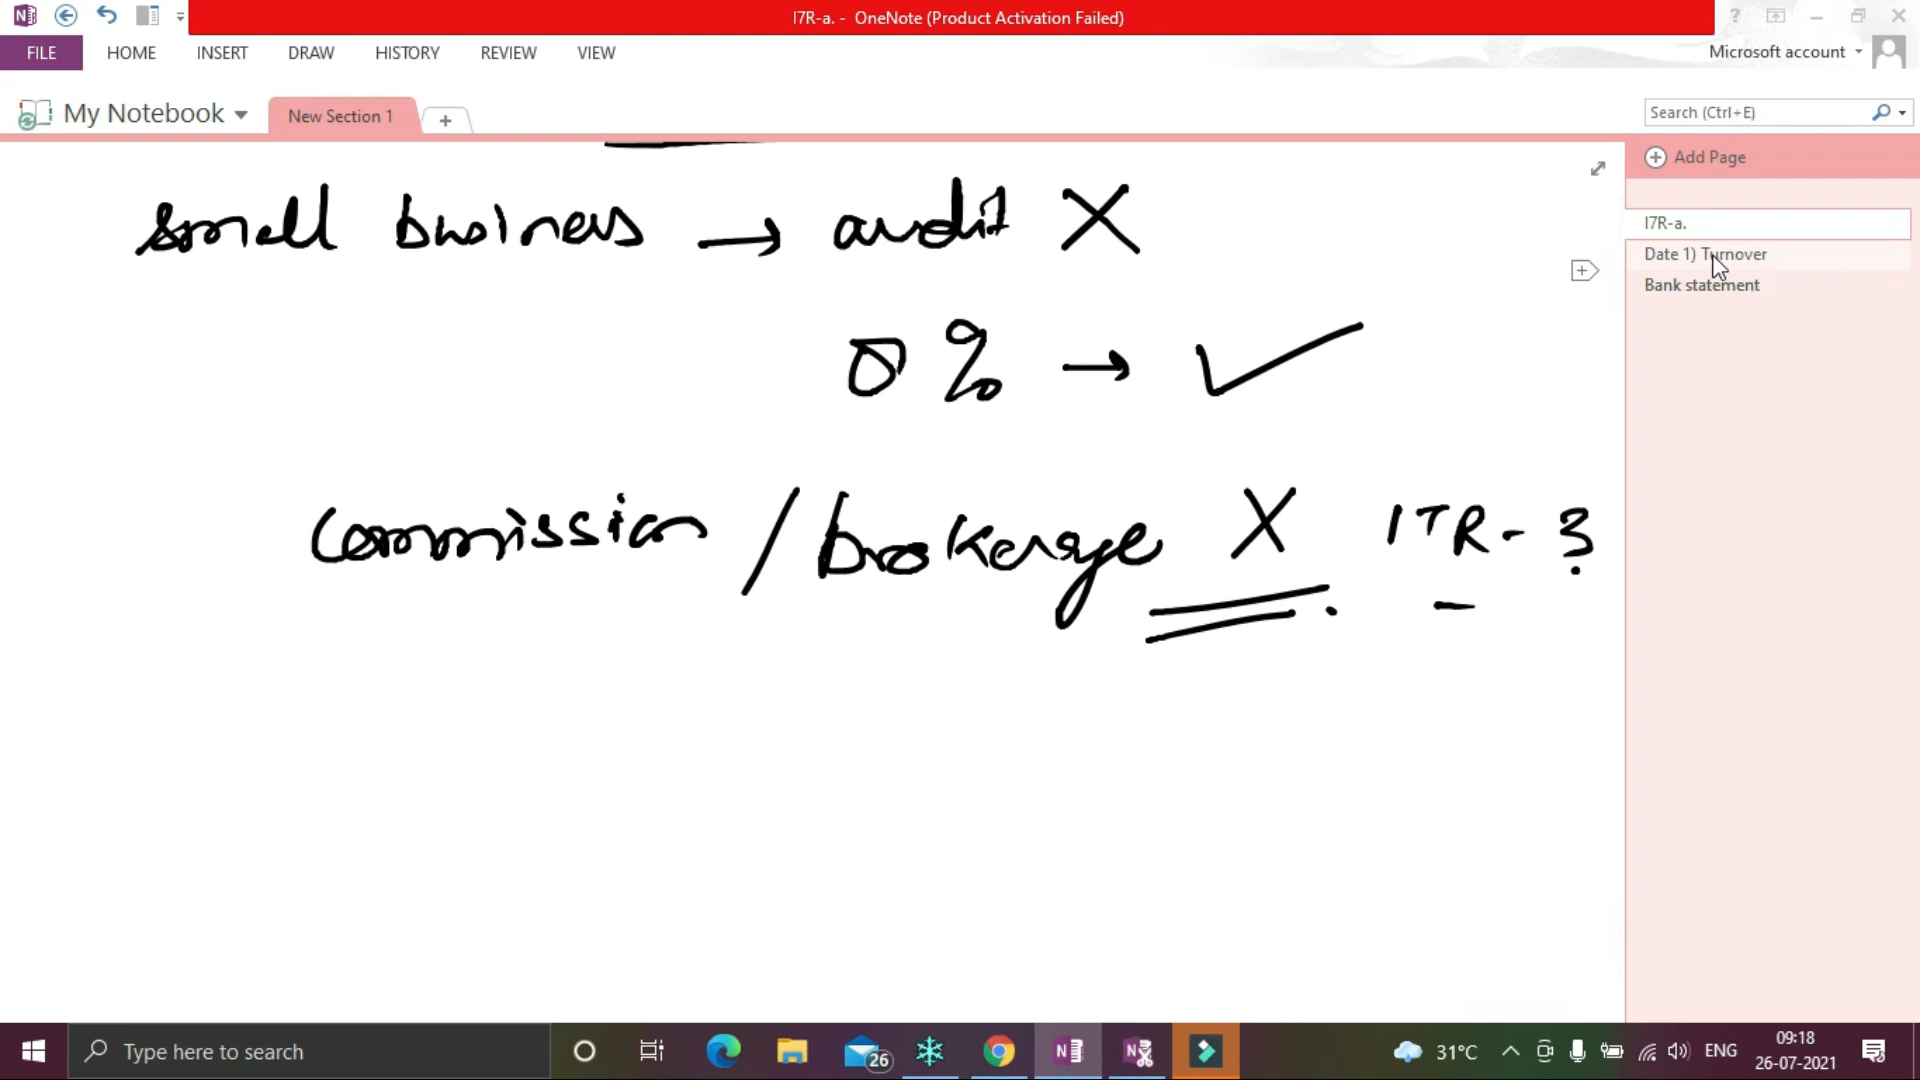 I7R-a. - OneNote (Product Activation Failed)
?
FILE HOME INSERT DRAW HISTORY REVIEW VIEW
Microsoft account
My Notebook
New Section 1
+
Search (Ctrl+E)
Add Page
small business → audit X
I7R-a.
Date 1) Turnover
Bank statement
0 % → ✓
Commission / brokerage X ITR - 3
Type here to search
26
31°C
ENG
09:18
26-07-2021